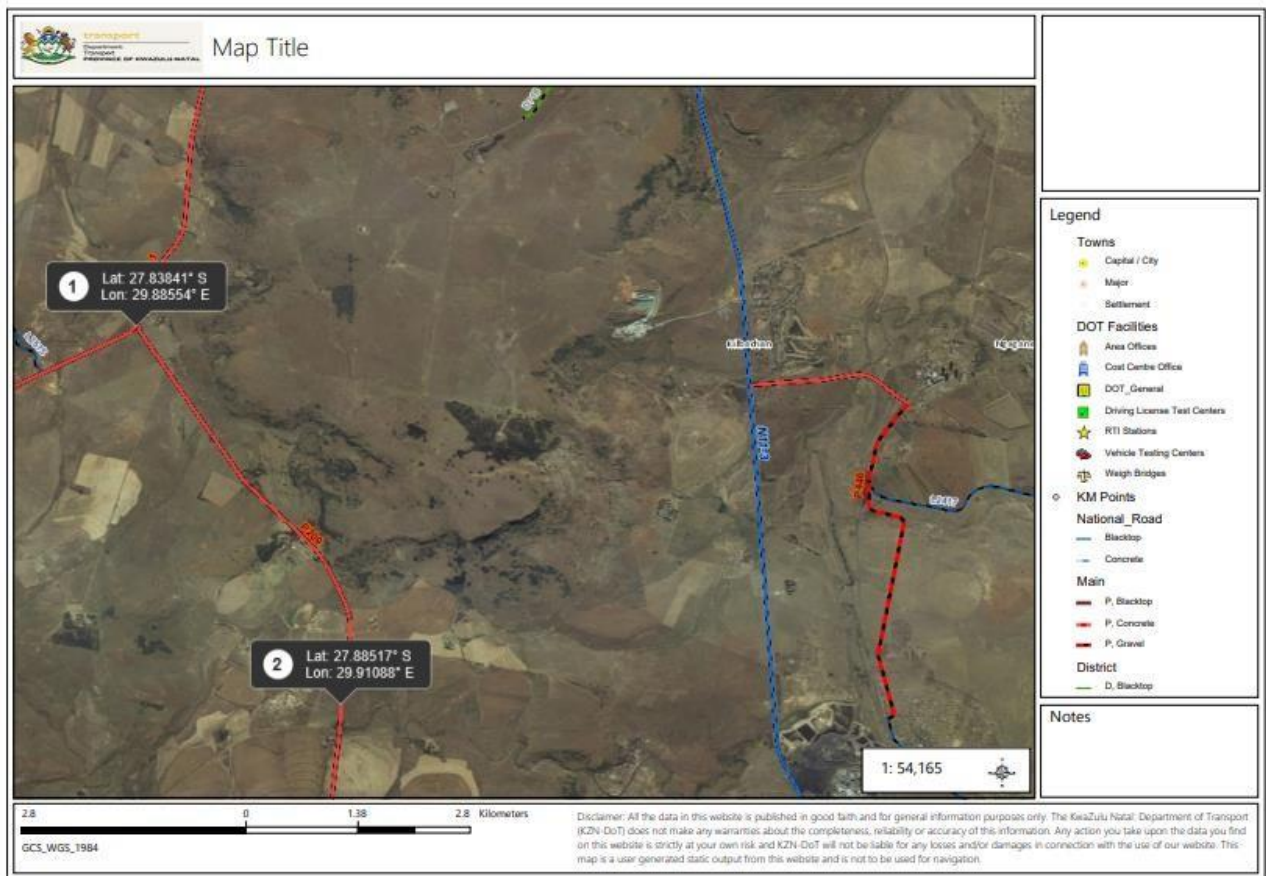 transport
Department:
Transport
PROVINCE OF KWAZULU-NATAL
Map Title
1
Lat: 27.83841° S
Lon: 29.88554° E
Kilbachan
N11-3
P446
P209
2
Lat: 27.88517° S
Lon: 29.91088° E
1: 54,165
Legend
Towns
Capital / City
Major
Settlement
DOT Facilities
Area Offices
Cost Centre Office
DOT_General
Driving License Test Centers
RTI Stations
Vehicle Testing Centers
Weigh Bridges
KM Points
National_Road
Blacktop
Concrete
Main
P, Blacktop
P, Concrete
P, Gravel
District
D, Blacktop
Notes
2.8 0 1.38 2.8 Kilometers
GCS_WGS_1984
Disclaimer: All the data in this website is published in good faith and for general information purposes only. The KwaZulu Natal: Department of Transport
(KZN-DoT) does not make any warranties about the completeness, reliability or accuracy of this information. Any action you take upon the data you find
on this website is strictly at your own risk and KZN-DoT will not be liable for any losses and/or damages in connection with the use of our website. This
map is a user generated static output from this website and is not to be used for navigation.